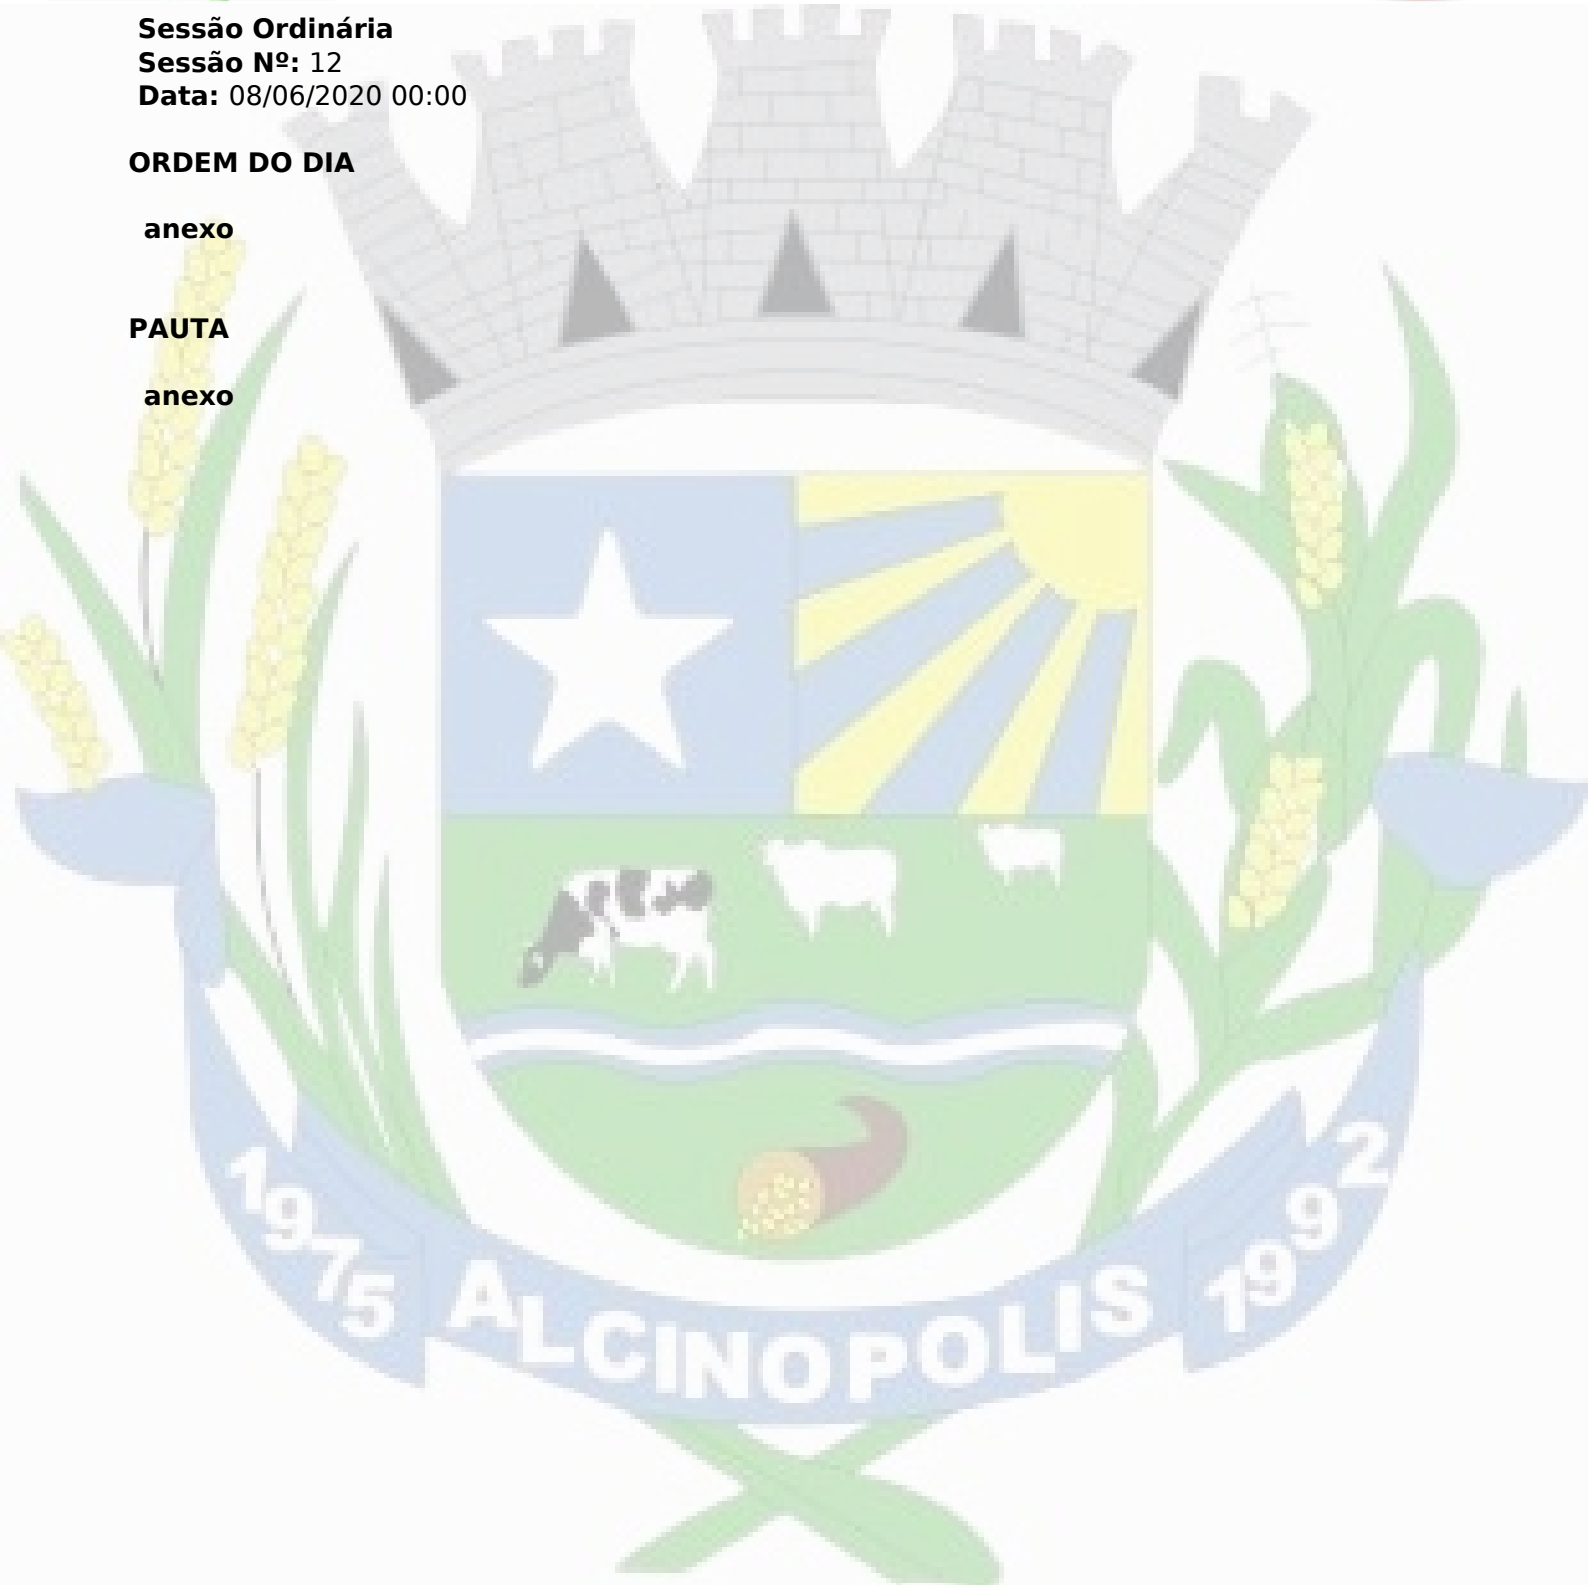 Sessão Ordinária
Sessão Nº: 12
Data: 08/06/2020 00:00
ORDEM DO DIA
anexo
PAUTA
anexo
1975
ALCINOPOLIS
1992